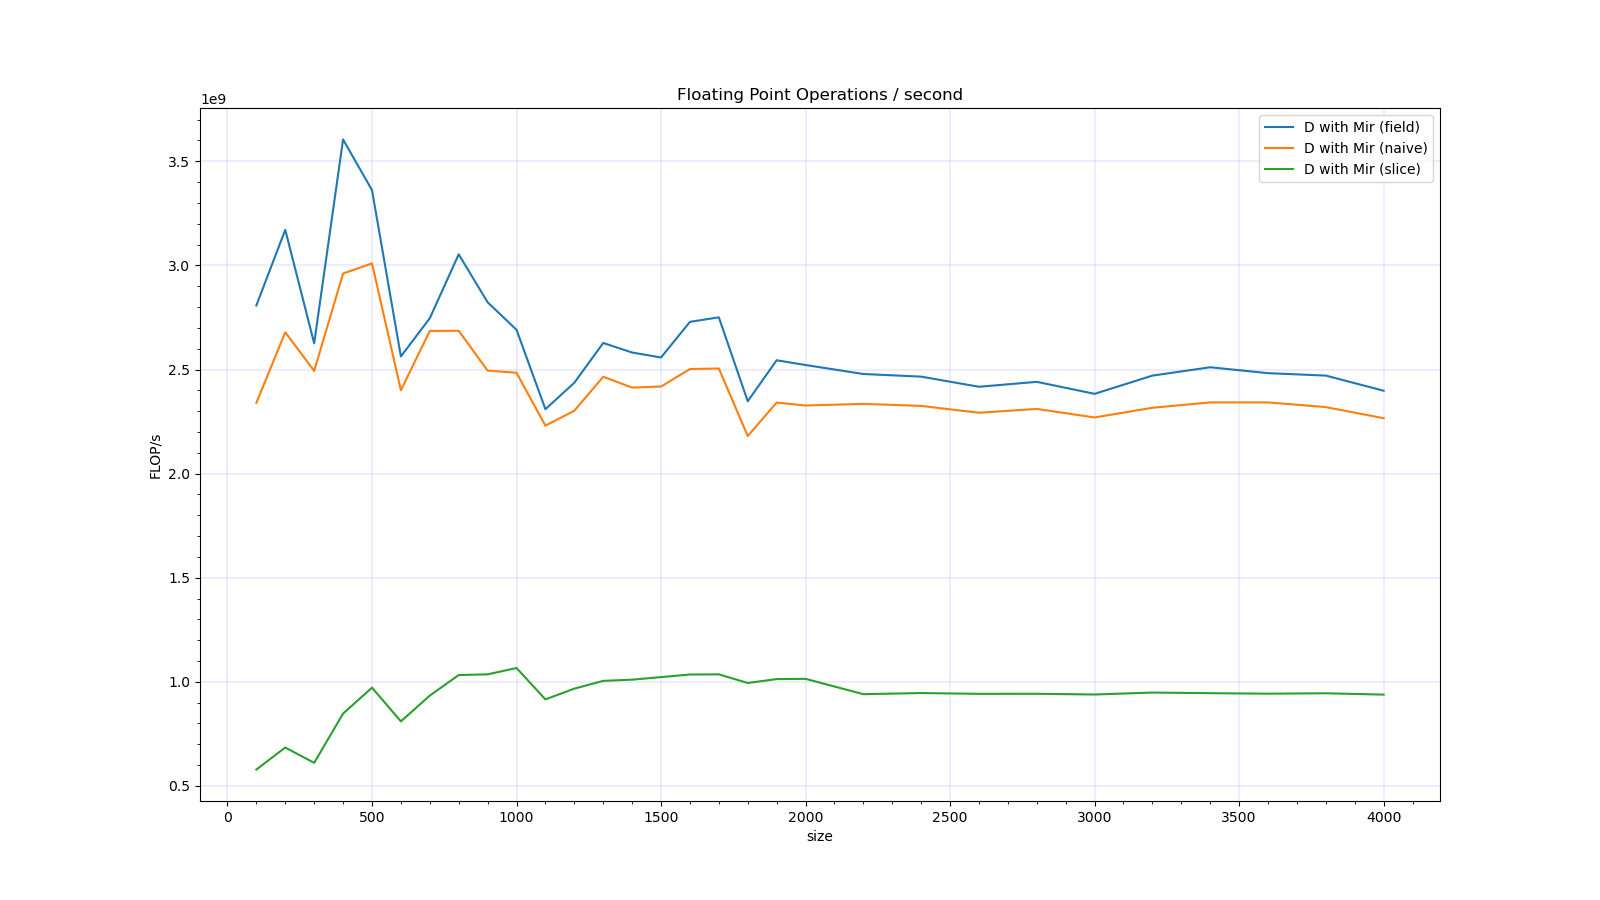 Floating Point Operations / second
1e9
D with Mir (field)
D with Mir (naive)
D with Mir (slice)
3.5
3.0
2.5
2.0
1.5
1.0
0.5
FLOP/s
0 500 1000 1500 2000 2500 3000 3500 4000
size